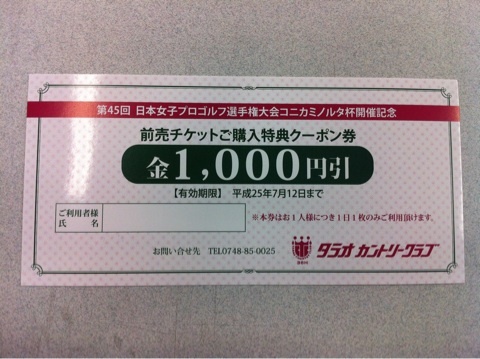 第45回 日本女子プロゴルフ選手権大会コニカミノルタ杯開催記念
前売チケットご購入特典クーポン券
金1,000円引
【有効期限】 平成25年7月12日まで
ご利用者様
氏 名
※本券はお1人様につき1日1枚のみご利用頂けます。
お問い合せ先 TEL0748-85-0025
タラオ カントリークラブ